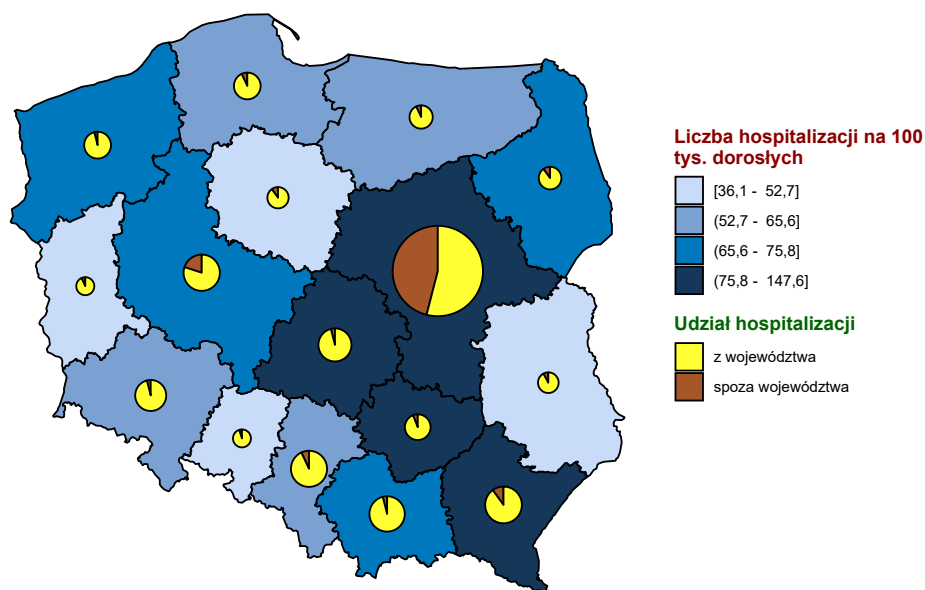 Liczba hospitalizacji na 100
tys. dorosłych
[36,1 - 52,7]
(52,7 - 65,6]
(65,6 - 75,8]
(75,8 - 147,6]
Udział hospitalizacji
z województwa
spoza województwa